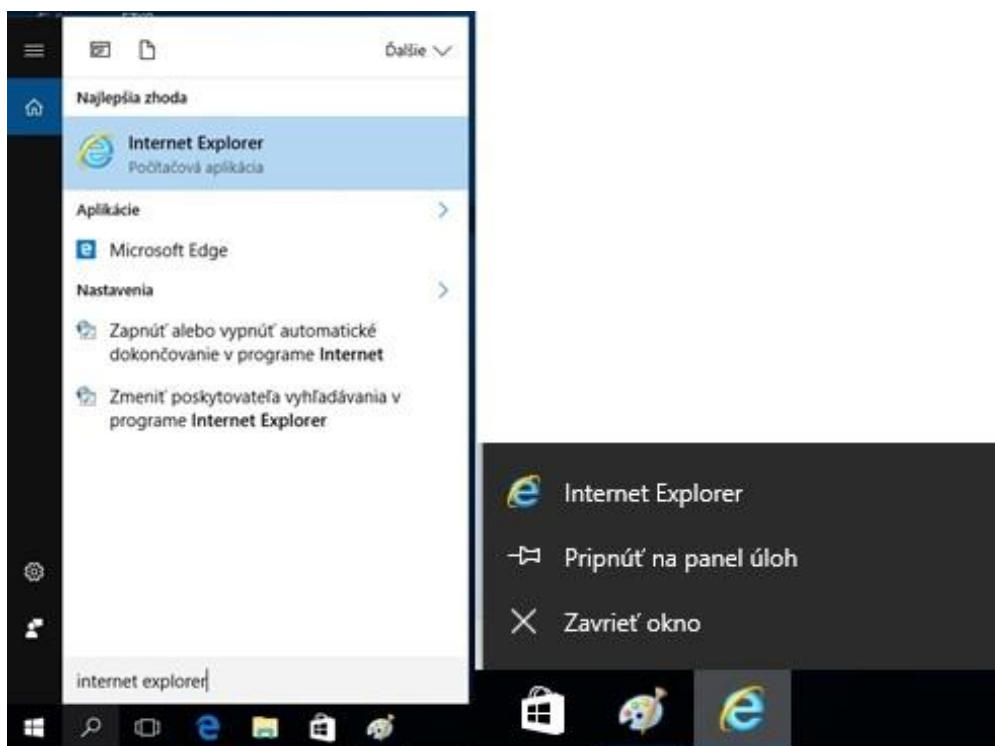 Ďalšie
Najlepšia zhoda
Internet Explorer
Počítačová aplikácia
Aplikácie
Microsoft Edge
Nastavenia
Zapnúť alebo vypnúť automatické
dokončovanie v programe Internet
Zmeniť poskytovateľa vyhľadávania v
programe Internet Explorer
internet explorer
Internet Explorer
Pripnúť na panel úloh
Zavrieť okno